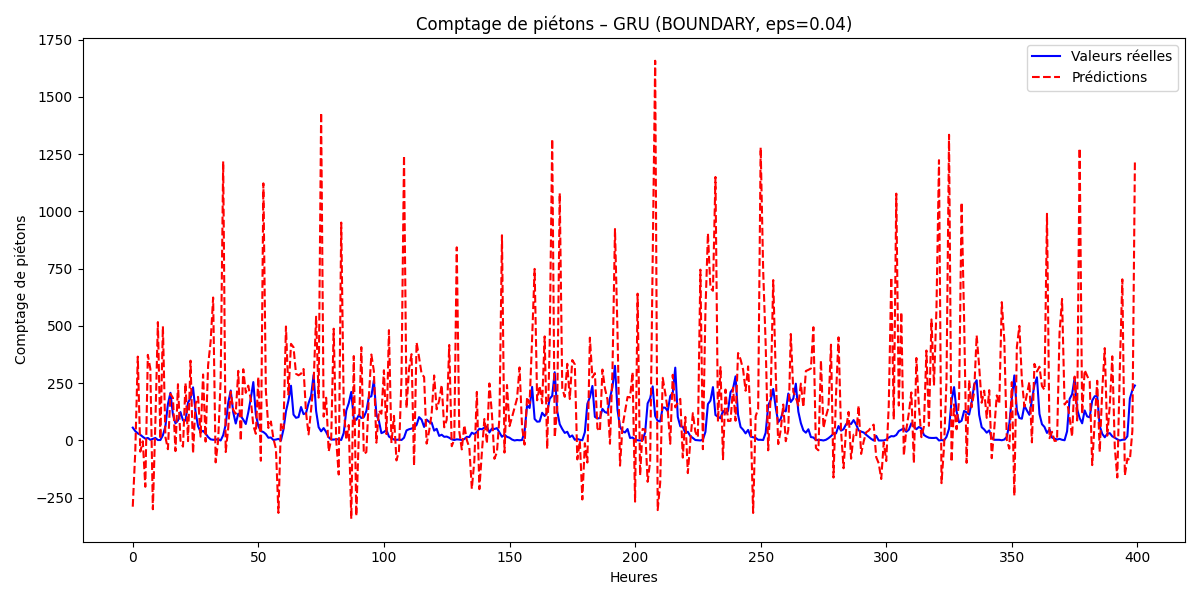 Comptage de piétons – GRU (BOUNDARY, eps=0.04)
Valeurs réelles
Prédictions
Comptage de piétons
1750
1500
1250
1000
750
500
250
0
−250
0 50 100 150 200 250 300 350 400
Heures